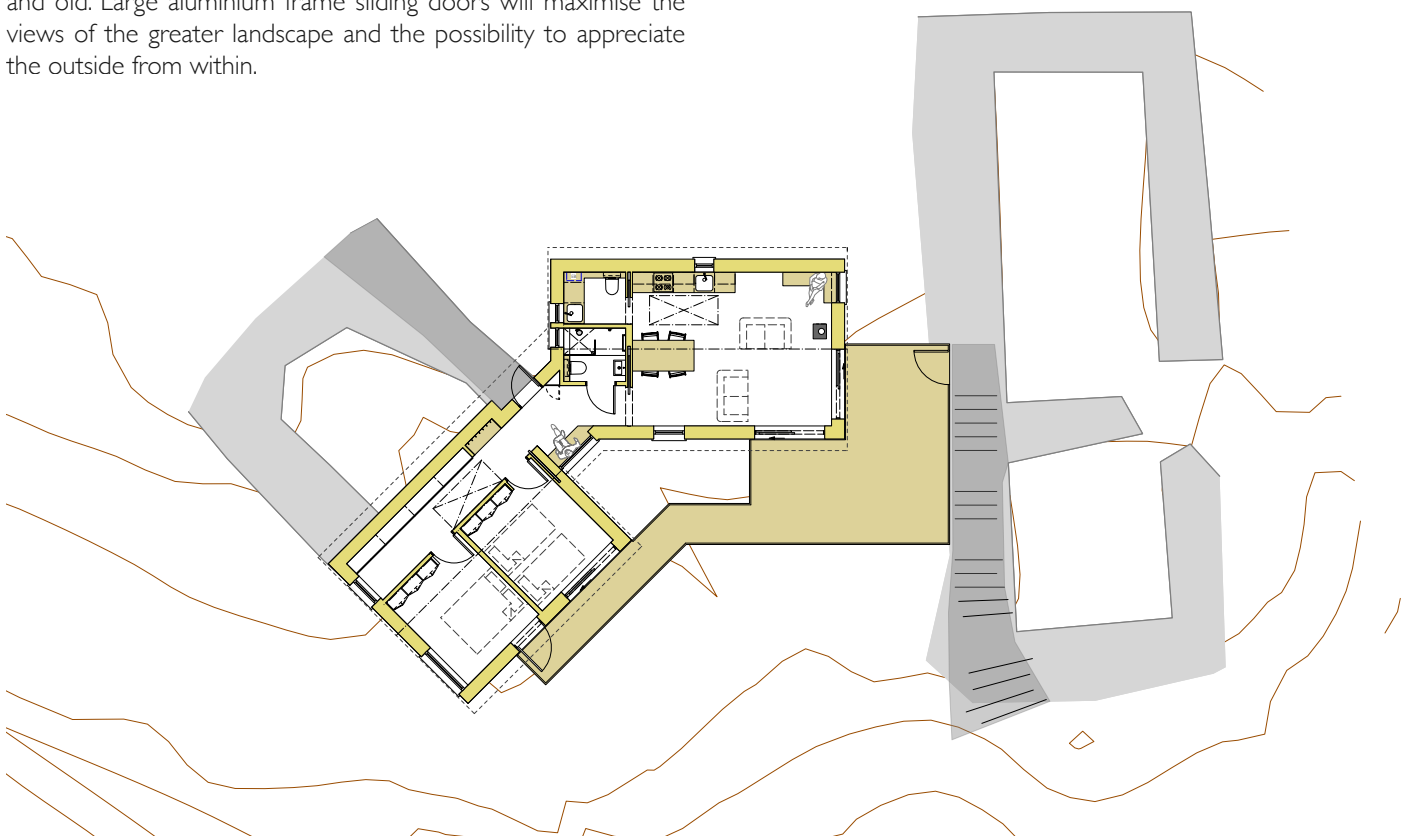 and old. Large aluminium frame sliding doors will maximise the
views of the greater landscape and the possibility to appreciate
the outside from within.